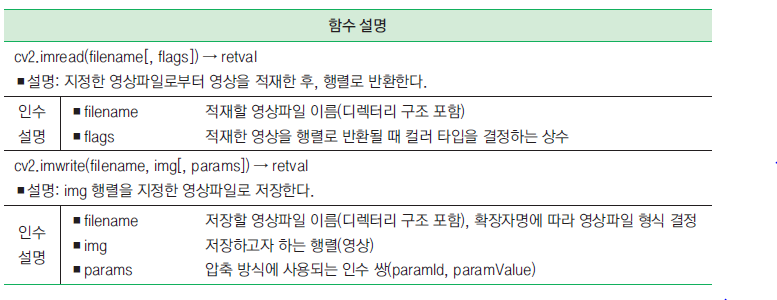 함수 설명
cv2.imread(filename[, flags]) → retval
■ 설명: 지정한 영상파일로부터 영상을 적재한 후, 행렬로 반환한다.
인수 설명
■ filename 적재할 영상파일 이름(디렉터리 구조 포함)
■ flags 적재한 영상을 행렬로 반환될 때 컬러 타입을 결정하는 상수
cv2.imwrite(filename, img[, params]) → retval
■ 설명: img 행렬을 지정한 영상파일로 저장한다.
인수 설명
■ filename 저장할 영상파일 이름(디렉터리 구조 포함), 확장자명에 따라 영상파일 형식 결정
■ img 저장하고자 하는 행렬(영상)
■ params 압축 방식에 사용되는 인수 쌍(paramId, paramValue)